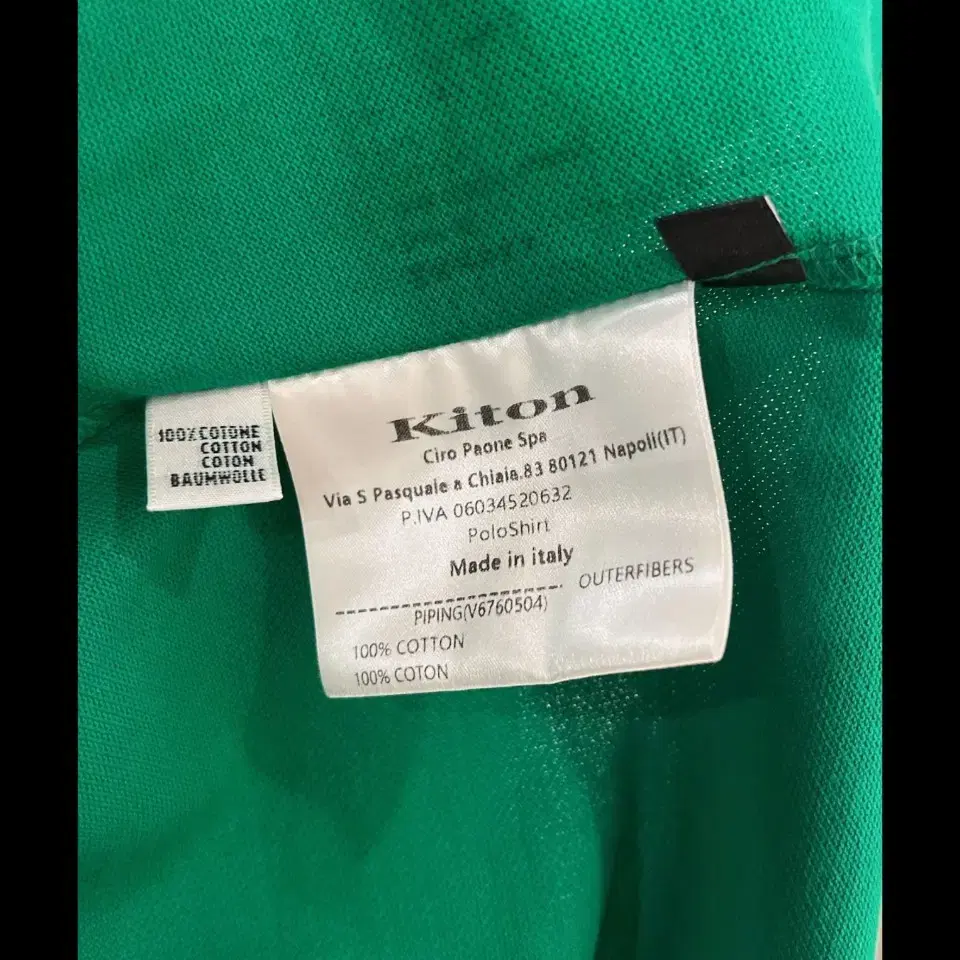 100%COTONE
COTTON
COTON
BAUMWOLLE
Kiton
Ciro Paone Spa
Via S Pasquale a Chiaia.83 80121 Napoli(IT)
P.IVA 06034520632
PoloShirt
Made in italy
OUTERFIBERS
PIPING(V6760504)
100% COTTON
100% COTON